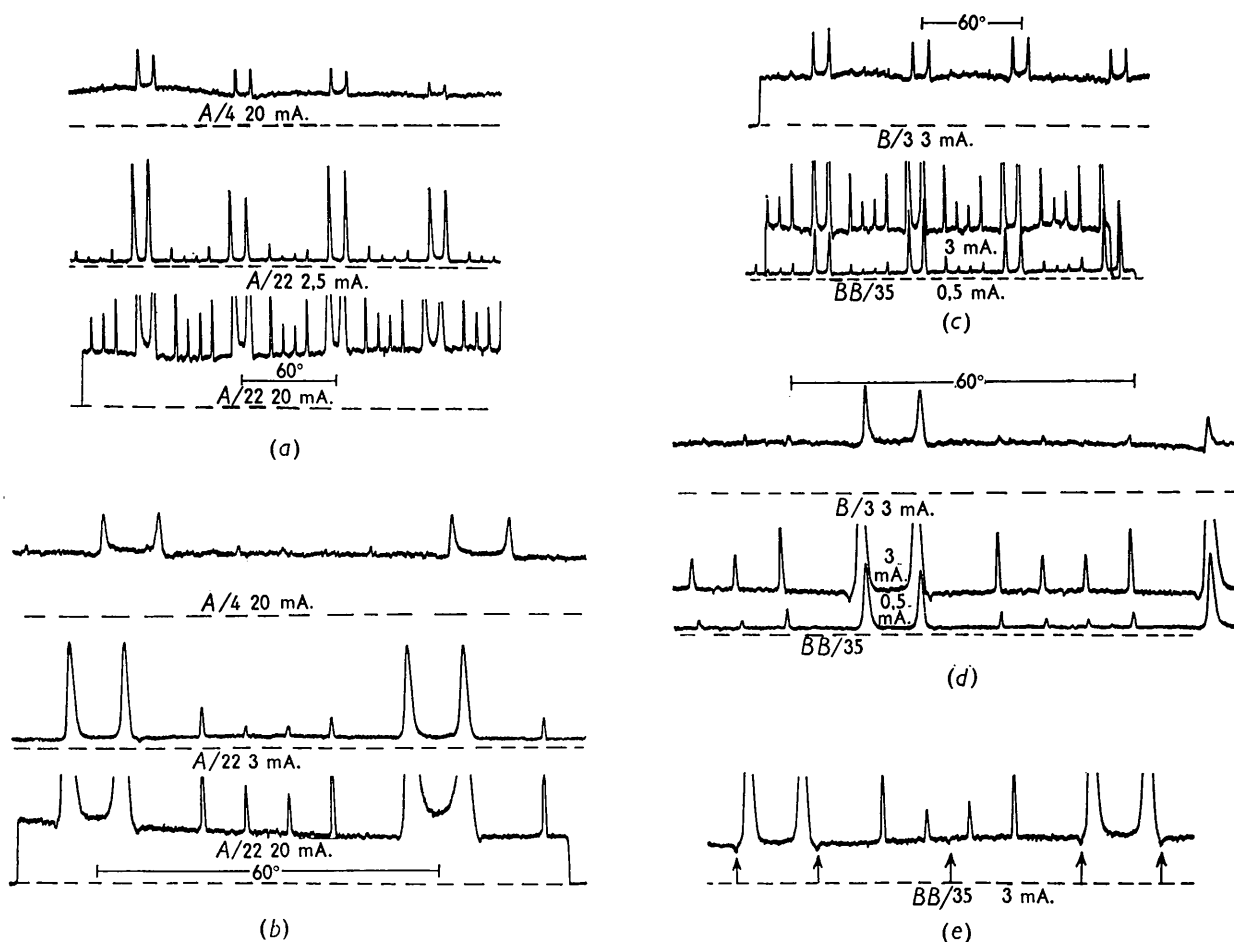 A/4 20 mA.
A/22 2,5 mA.
60°
A/22 20 mA.
(a)
A/4 20 mA.
A/22 3 mA.
A/22 20 mA.
60°
(b)
60°
B/3 3 mA.
3 mA.
BB/35 0,5 mA.
(c)
60°
B/3 3 mA.
3
mA.
0,5
mA.
BB/35
(d)
BB/35 3 mA.
(e)